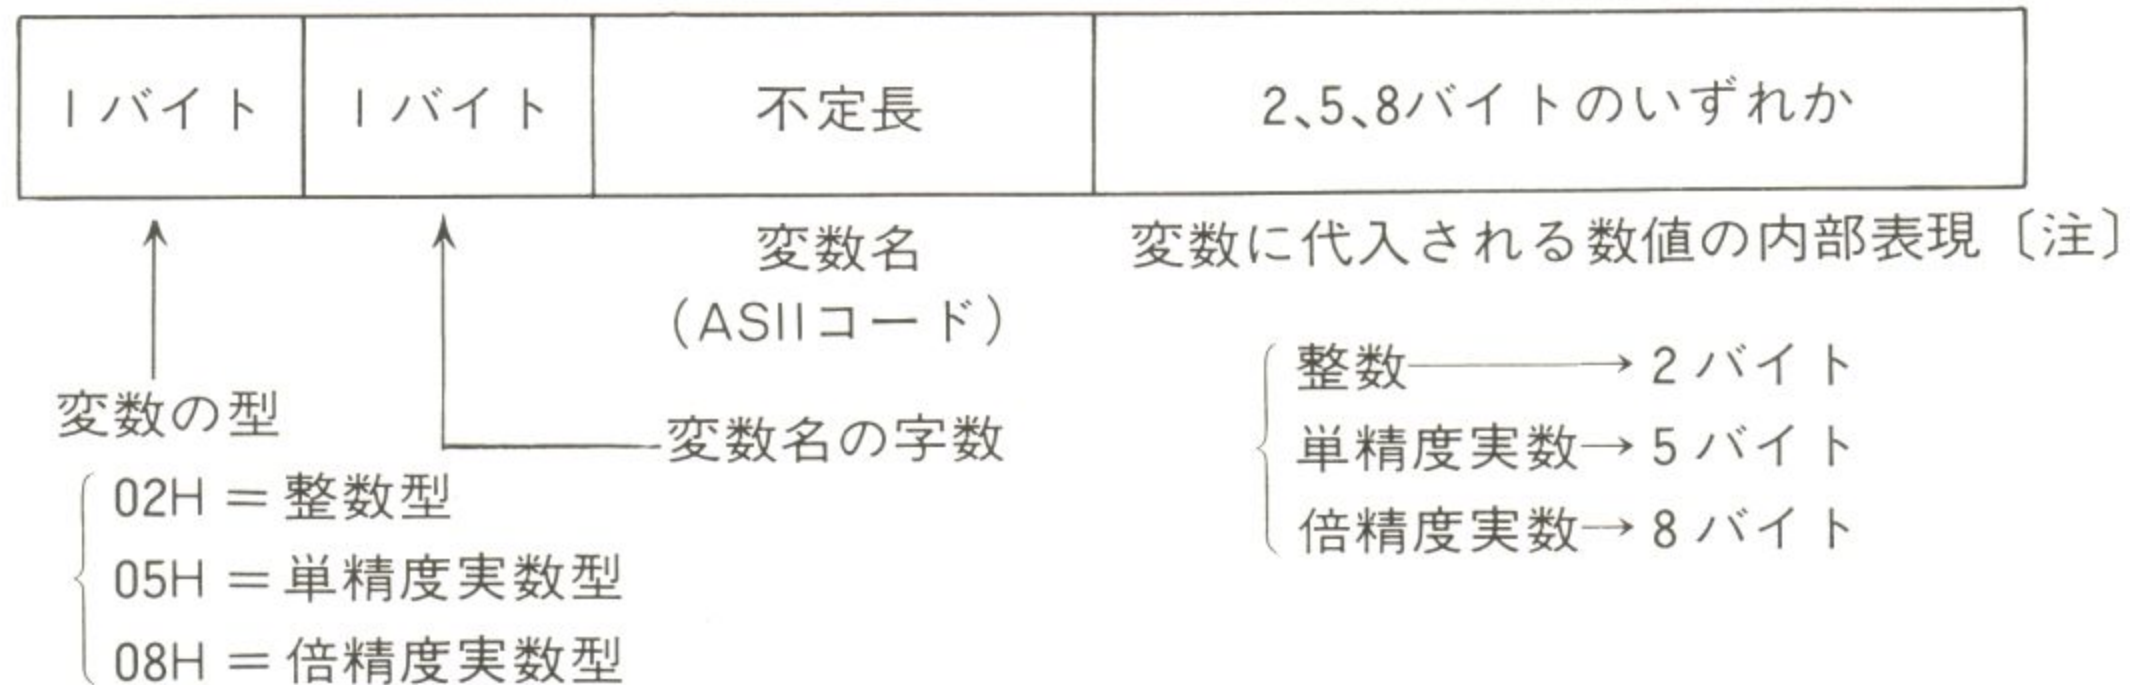 1バイト 1バイト 不定長 2、5、8バイトのいずれか
変数名 変数に代入される数値の内部表現〔注〕
(ASIIコード)
変数の型
変数名の字数
02H=整数型
05H=単精度実数型
08H=倍精度実数型
整数→2バイト
単精度実数→5バイト
倍精度実数→8バイト